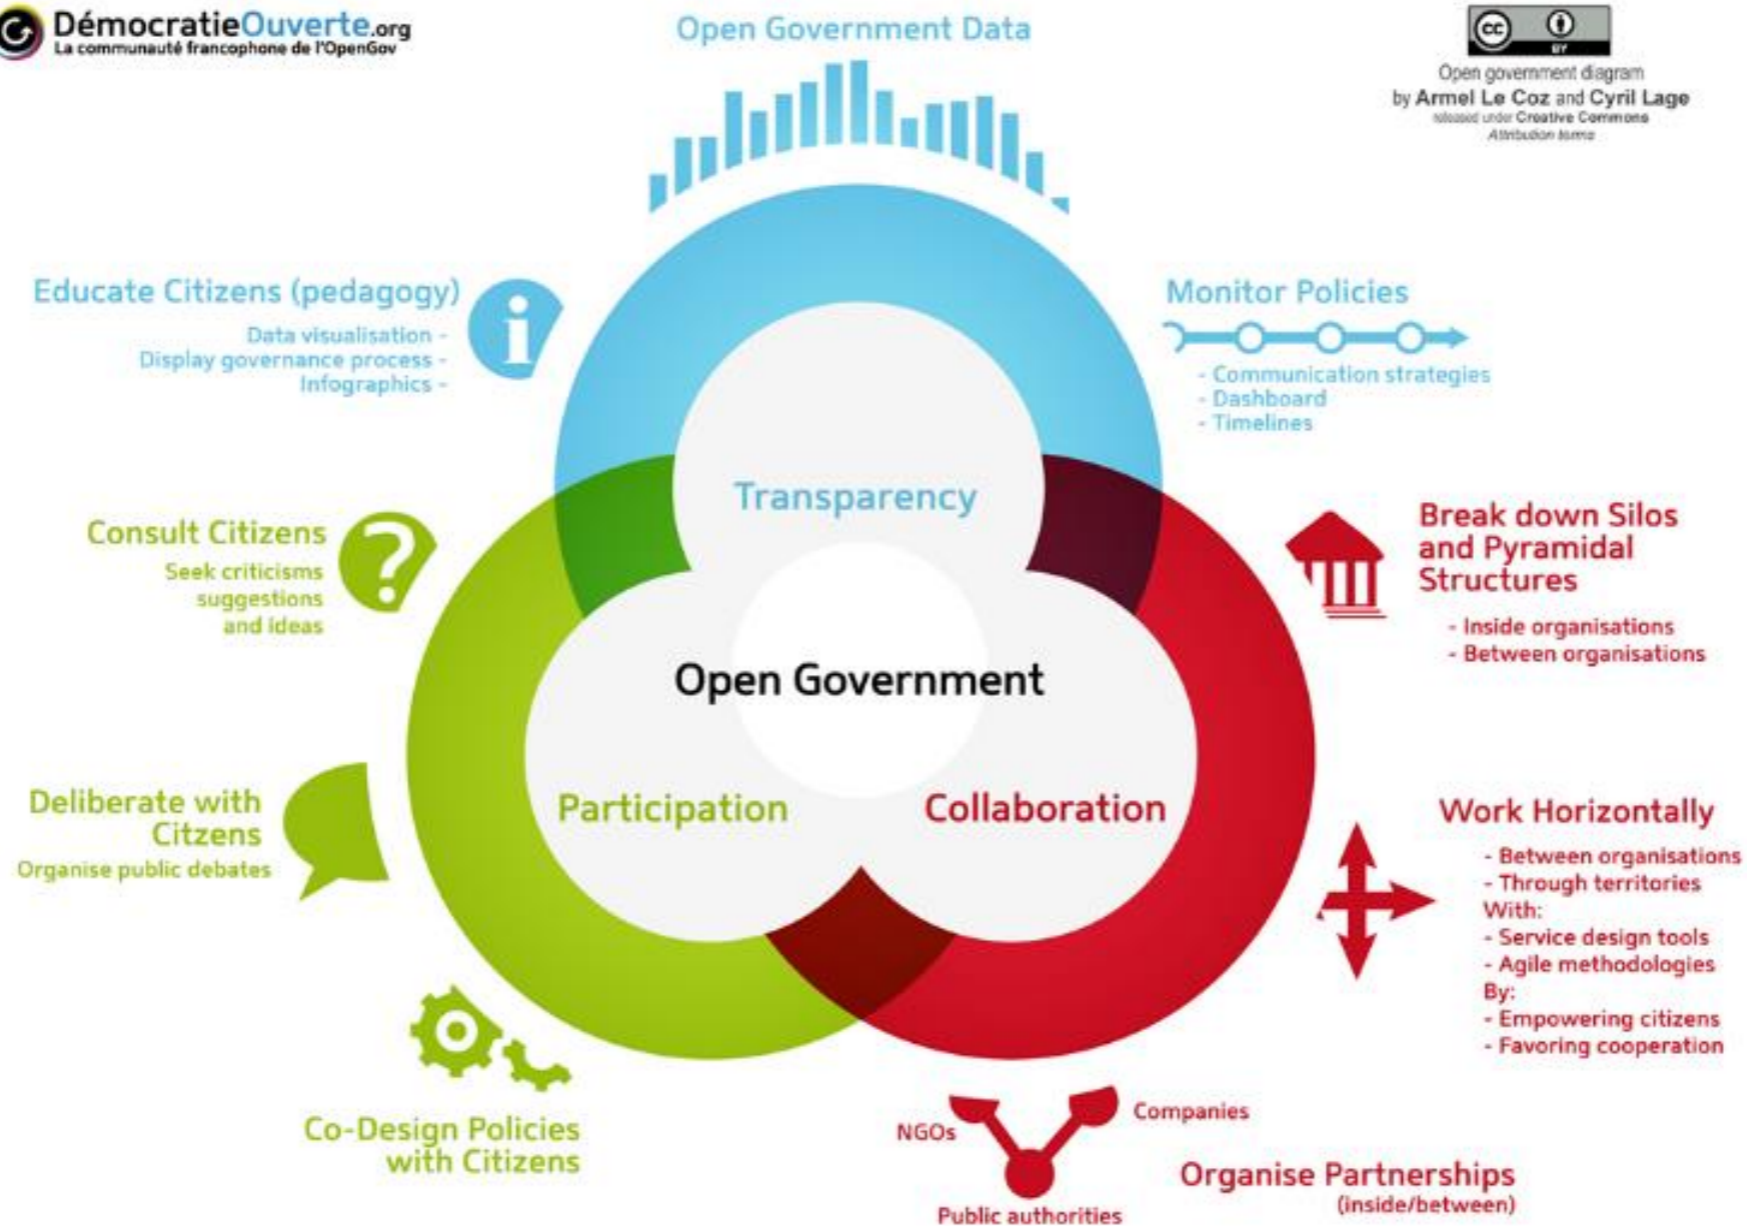 DémocratieOuverte.org
La communauté francophone de l'OpenGov
Open Government Data
CC
BY
Open government diagram
by Armel Le Coz and Cyril Lage
released under Creative Commons
Attribution terms
Educate Citizens (pedagogy)
Data visualisation -
Display governance process -
Infographics -
i
Monitor Policies
- Communication strategies
- Dashboard
- Timelines
Transparency
Consult Citizens
Seek criticisms
suggestions
and ideas
?
Break down Silos
and Pyramidal
Structures
- Inside organisations
- Between organisations
Open Government
Deliberate with
Citzens
Organise public debates
Participation
Collaboration
Work Horizontally
- Between organisations
- Through territories
With:
- Service design tools
- Agile methodologies
By:
- Empowering citizens
- Favoring cooperation
Co-Design Policies
with Citizens
NGOs
Companies
Public authorities
Organise Partnerships
(inside/between)